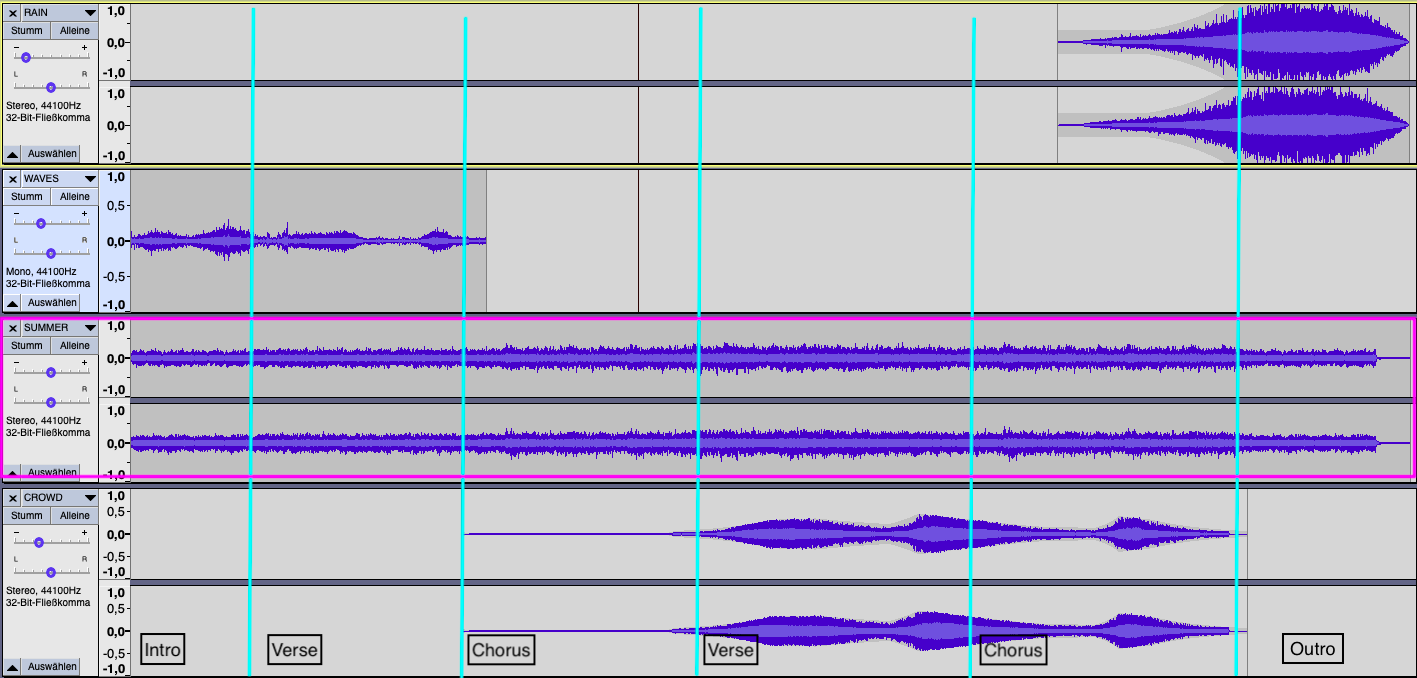 × RAIN
Stumm Alleine
- +
L R
Stereo, 44100Hz
32-Bit-Fließkomma
Auswählen
1,0
0,0
-1,0
1,0
0,0
-1,0
× WAVES
Stumm Alleine
- +
L R
Mono, 44100Hz
32-Bit-Fließkomma
Auswählen
1,0
0,5
0,0
-0,5
-1,0
× SUMMER
Stumm Alleine
- +
L R
Stereo, 44100Hz
32-Bit-Fließkomma
Auswählen
1,0
0,0
-1,0
1,0
0,0
-1,0
× CROWD
Stumm Alleine
- +
L R
Stereo, 44100Hz
32-Bit-Fließkomma
Auswählen
1,0
0,5
0,0
-0,5
-1,0
1,0
0,5
0,0
-0,5
-1,0
Intro Verse Chorus Verse Chorus Outro